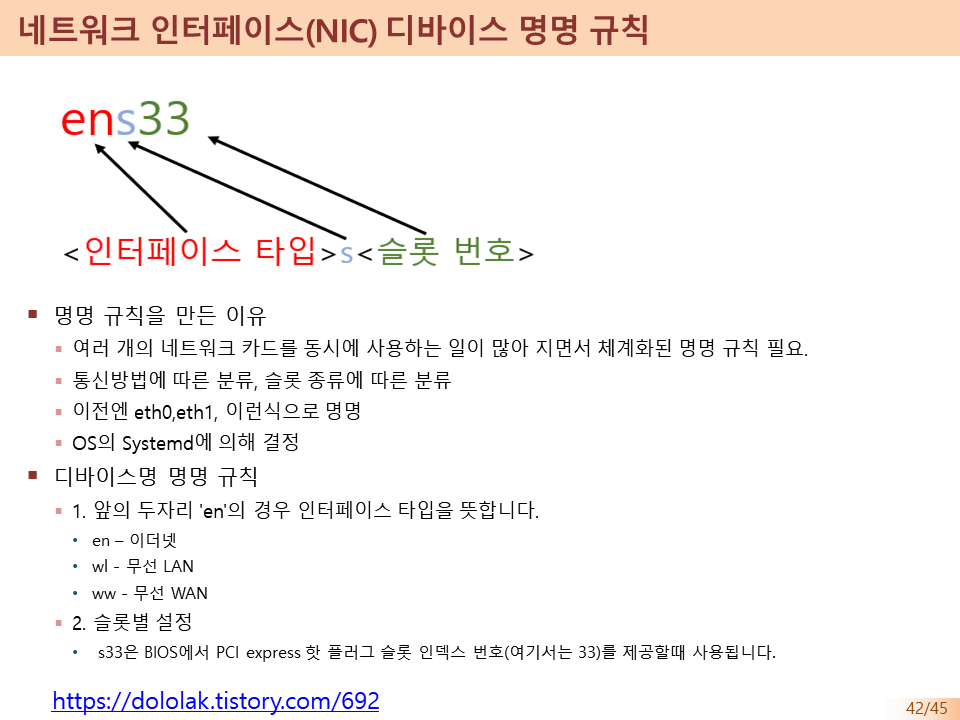 네트워크 인터페이스(NIC) 디바이스 명명 규칙
ens33
<인터페이스 타입>s<슬롯 번호>
▪ 명명 규칙을 만든 이유
▪ 여러 개의 네트워크 카드를 동시에 사용하는 일이 많아 지면서 체계화된 명명 규칙 필요.
▪ 통신방법에 따른 분류, 슬롯 종류에 따른 분류
▪ 이전엔 eth0,eth1, 이런식으로 명명
▪ OS의 Systemd에 의해 결정
▪ 디바이스명 명명 규칙
▪ 1. 앞의 두자리 'en'의 경우 인터페이스 타입을 뜻합니다.
• en – 이더넷
• wl - 무선 LAN
• ww - 무선 WAN
▪ 2. 슬롯별 설정
• s33은 BIOS에서 PCI express 핫 플러그 슬롯 인덱스 번호(여기서는 33)를 제공할때 사용됩니다.
https://dololak.tistory.com/692
42/45